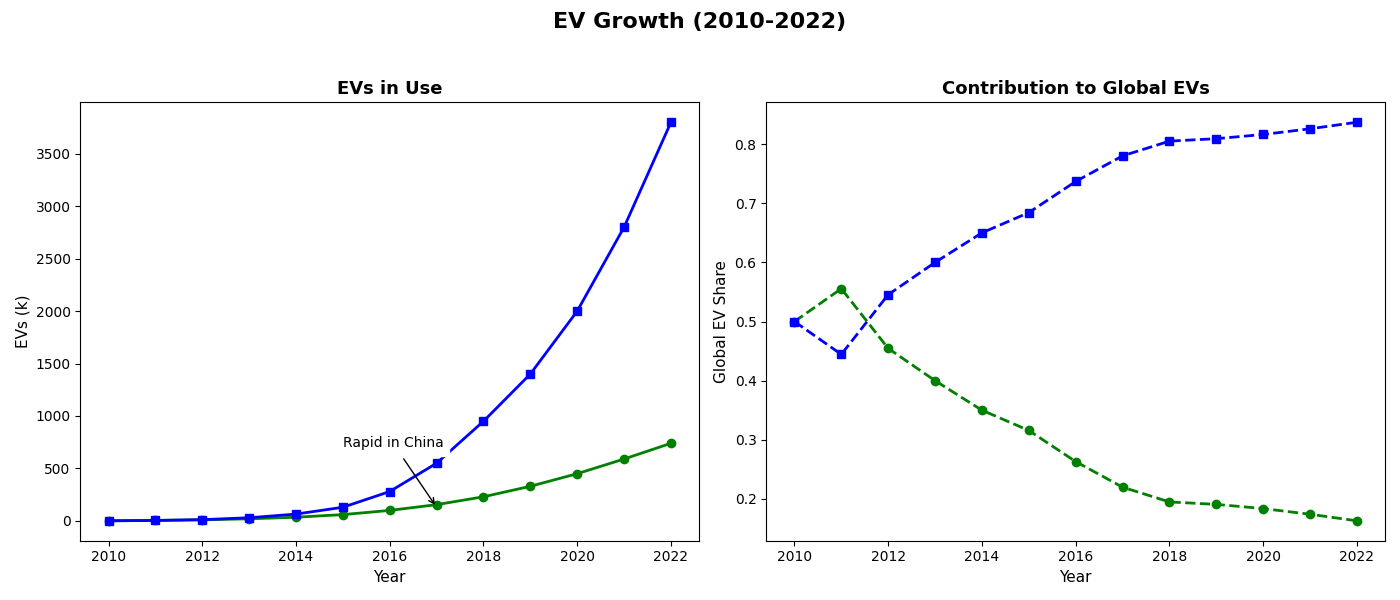 EV Growth (2010-2022)
EVs in Use
EVs (k)
3500
3000
2500
2000
1500
1000
500
0
Rapid in China
2010 2012 2014 2016 2018 2020 2022
Year
Contribution to Global EVs
Global EV Share
0.8
0.7
0.6
0.5
0.4
0.3
0.2
2010 2012 2014 2016 2018 2020 2022
Year